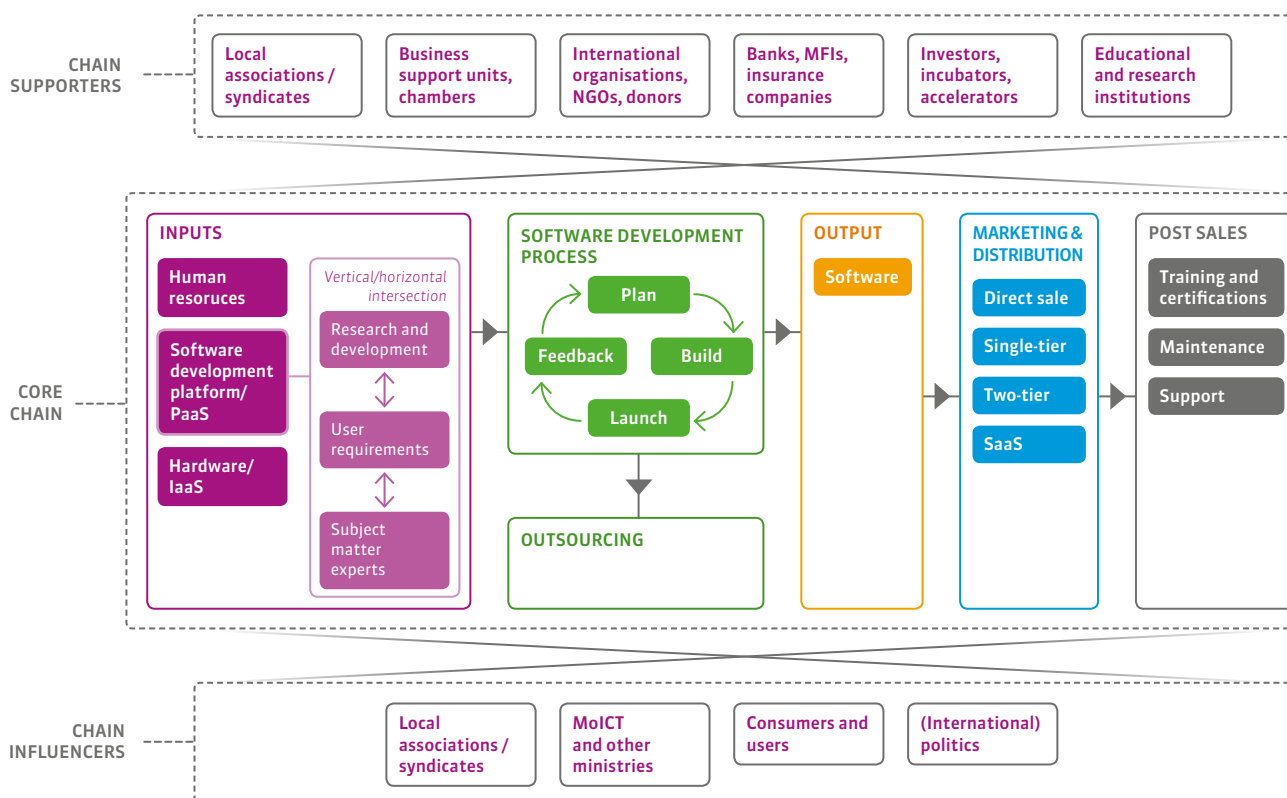 CHAIN
SUPPORTERS
Local
associations /
syndicates
Business
support units,
chambers
International
organisations,
NGOs, donors
Banks, MFIs,
insurance
companies
Investors,
incubators,
accelerators
Educational
and research
institutions
CORE
CHAIN
INPUTS
Human
resoruces
Software
development
platform/
PaaS
Hardware/
IaaS
Vertical/horizontal
intersection
Research and
development
User
requirements
Subject
matter
experts
SOFTWARE DEVELOPMENT
PROCESS
Plan
Feedback
Build
Launch
OUTSOURCING
OUTPUT
Software
MARKETING &
DISTRIBUTION
Direct sale
Single-tier
Two-tier
SaaS
POST SALES
Training and
certifications
Maintenance
Support
CHAIN
INFLUENCERS
Local
associations /
syndicates
MoICT
and other
ministries
Consumers and
users
(International)
politics